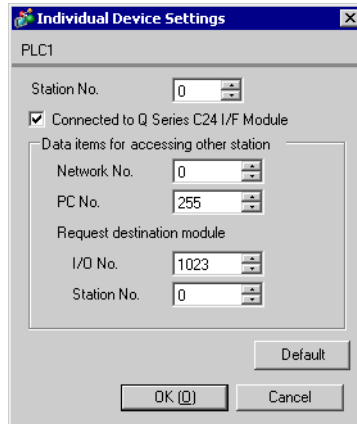 Individual Device Settings
PLC1
Station No. 0
Connected to Q Series C24 I/F Module
Data items for accessing other station
Network No. 0
PC No. 255
Request destination module
I/O No. 1023
Station No. 0
Default
OK (O) Cancel